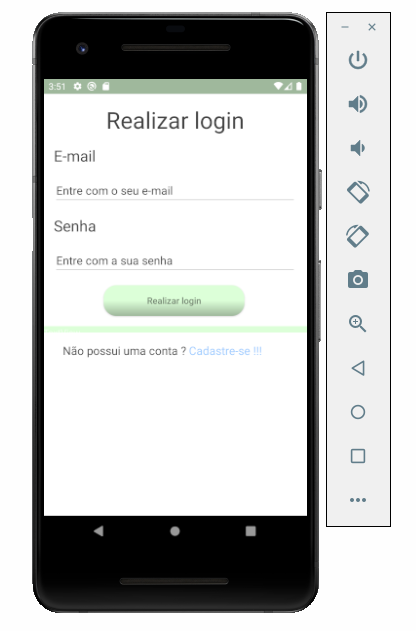 3:51
Realizar login
E-mail
Entre com o seu e-mail
Senha
Entre com a sua senha
Realizar login
Não possui uma conta ? Cadastre-se !!!